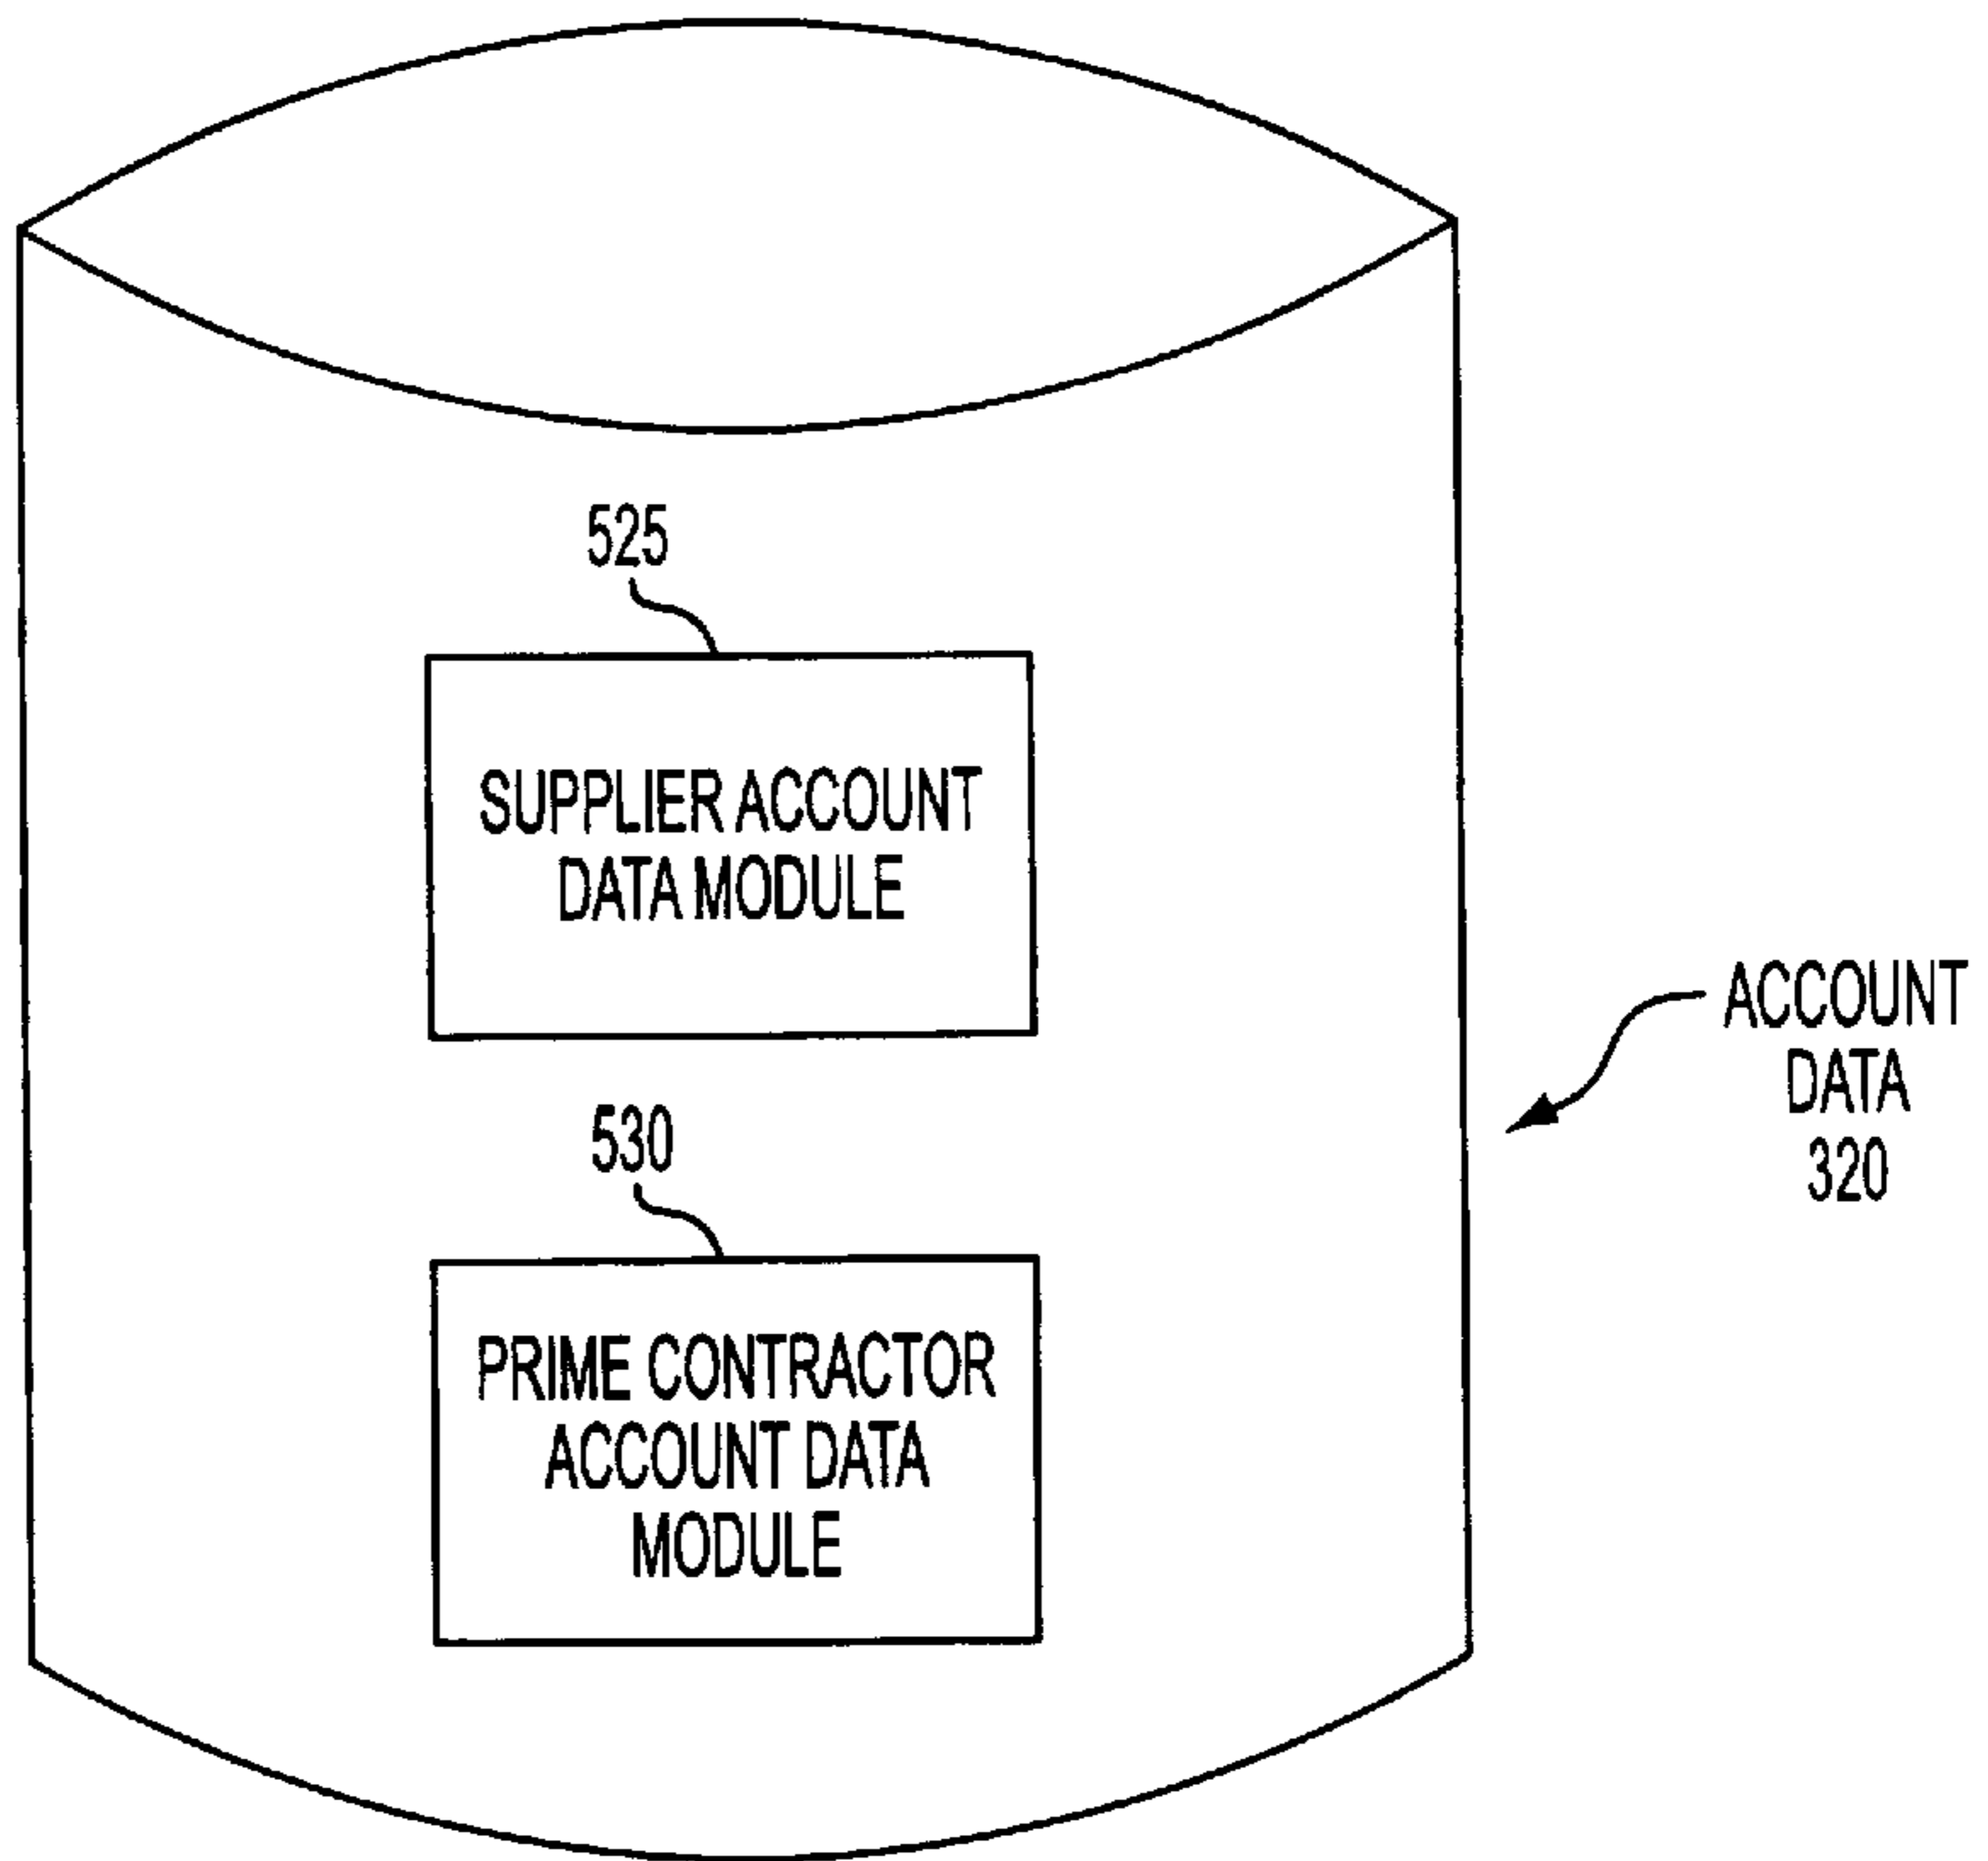 525
SUPPLIER ACCOUNT
DATA MODULE
ACCOUNT
DATA
320
530
PRIME CONTRACTOR
ACCOUNT DATA
MODULE